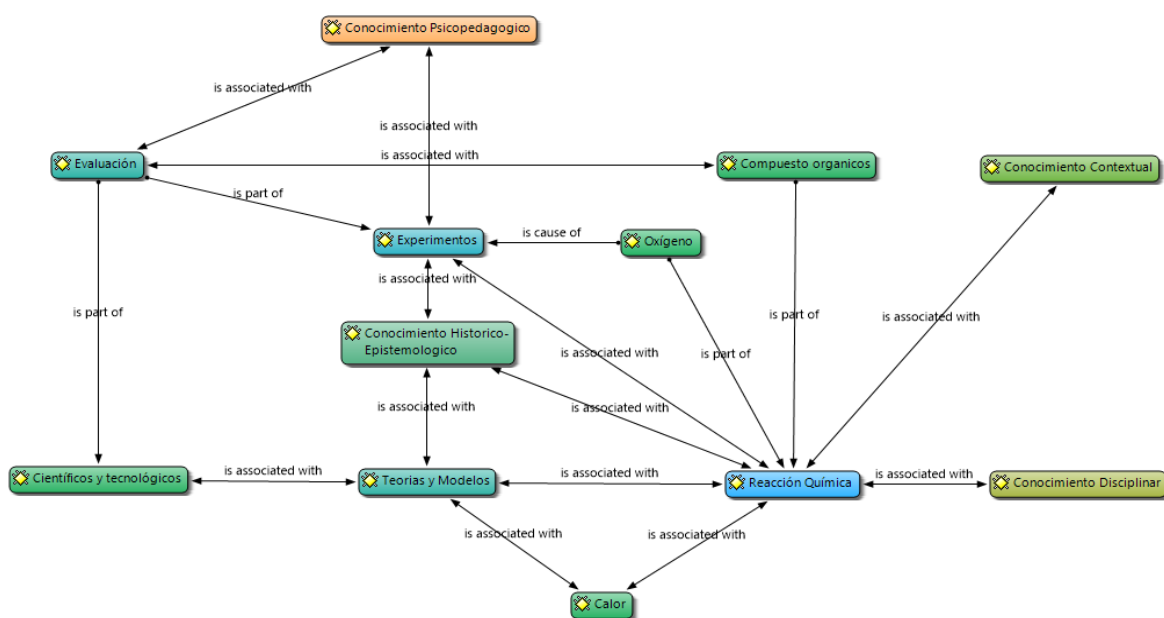 Conocimiento Psicopedagogico
is associated with
is associated with
Evaluación
is associated with
Compuesto organicos
Conocimiento Contextual
is part of
Experimentos
is cause of
Oxígeno
is associated with
is part of
is part of
is associated with
Conocimiento Historico-
Epistemologico
is associated with
is part of
is associated with
is associated with
is associated with
Científicos y tecnológicos
is associated with
Teorias y Modelos
is associated with
Reacción Química
is associated with
Conocimiento Disciplinar
is associated with
is associated with
Calor